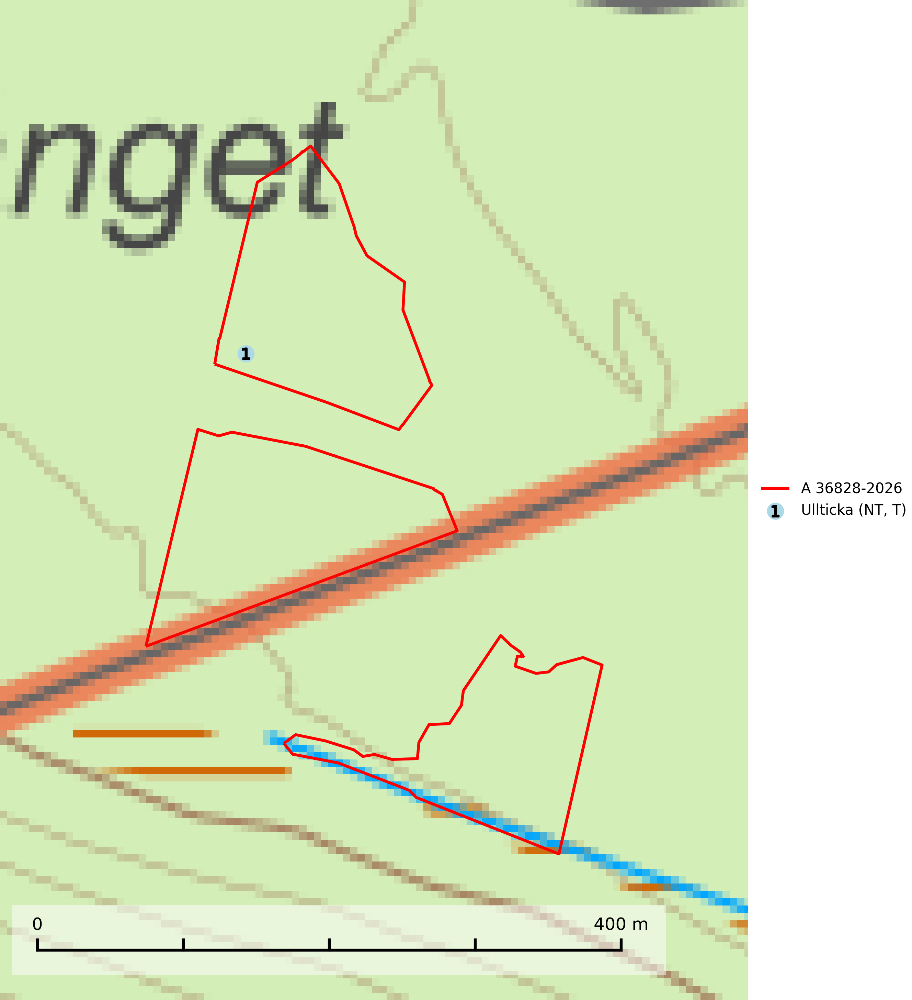 nget
1
A 36828-2026
1 Ullticka (NT, T)
0 400 m